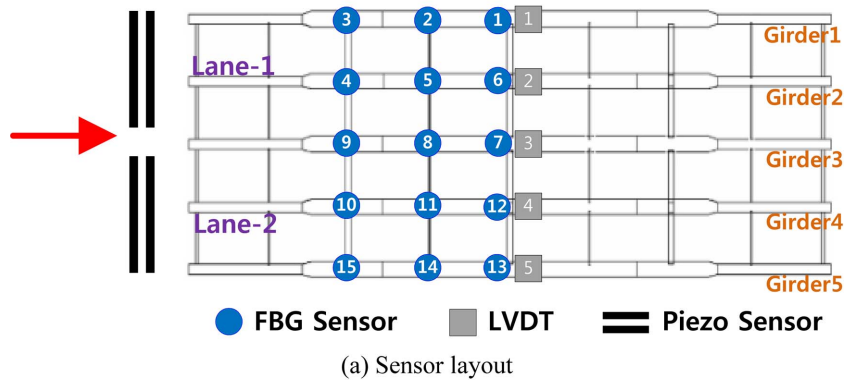 3 2 1 1 Girder1
Lane-1
4 5 6 2 Girder2
9 8 7 3 Girder3
10 11 12 4 Girder4
Lane-2
15 14 13 5 Girder5
FBG Sensor LVDT Piezo Sensor
(a) Sensor layout